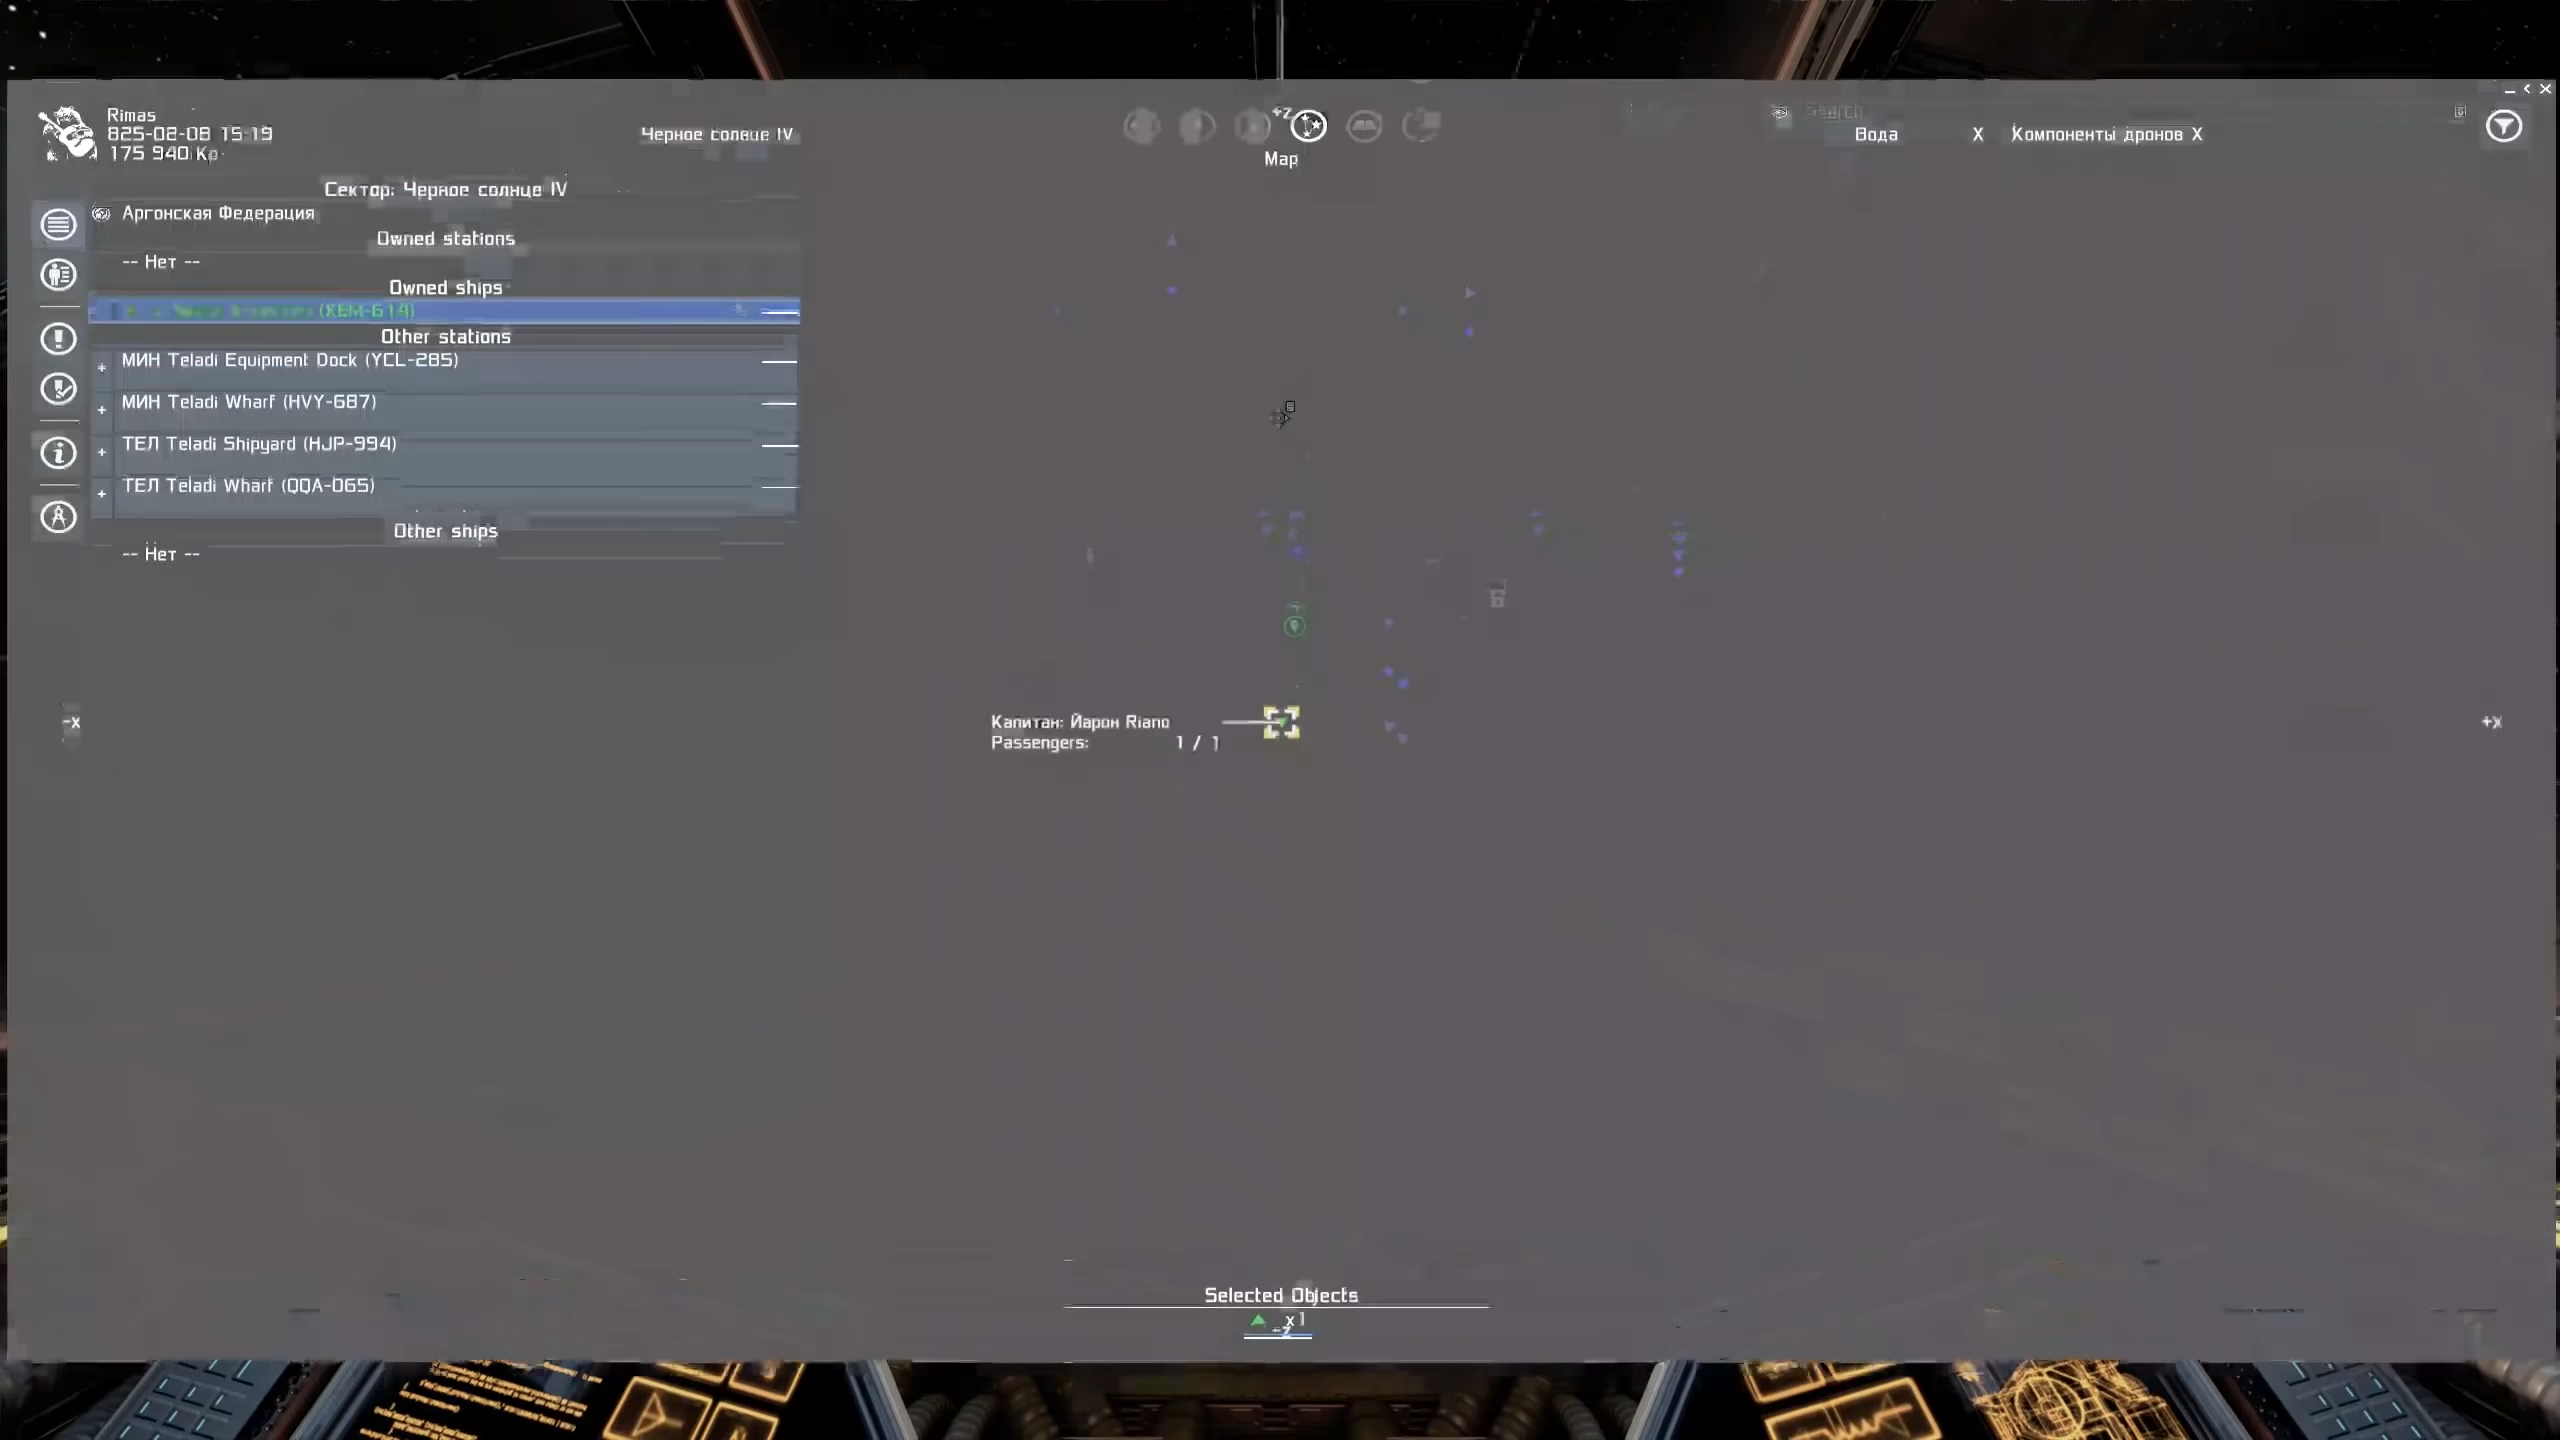 Rimas
825-02-08 15:19
175 940 Кр
Черное солнце IV
+Z
Map
Search
Вода X
Компоненты дронов X
Сектор: Черное солнце IV
Аргонская Федерация
Owned stations
-- Нет --
Owned ships
(XEM-614)
Other stations
МИН Teladi Equipment Dock (YCL-285)
МИН Teladi Wharf (HVY-687)
ТЕЛ Teladi Shipyard (HJP-994)
ТЕЛ Teladi Wharf (QQA-065)
Other ships
-- Нет --
-X
Капитан: Йарон Riano
Passengers: 1 / 1
+X
Selected Objects
x1
-Z